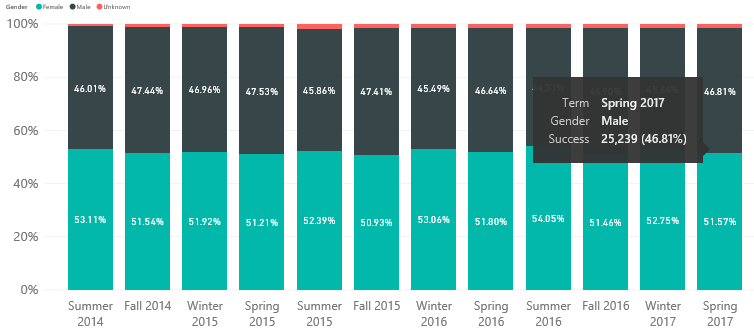 Gender Female Male Unknown
100%
80%
60%
40%
20%
0%
46.01% 47.44% 46.96% 47.53% 45.86% 47.41% 45.49% 46.64% 46.81%
Term Spring 2017
Gender Male
Success 25,239 (46.81%)
53.11% 51.54% 51.92% 51.21% 52.39% 50.93% 53.06% 51.80% 54.05% 51.46% 52.75% 51.57%
Summer Fall 2014 Winter Spring Summer Fall 2015 Winter Spring Summer Fall 2016 Winter Spring
2014 2015 2015 2015 2016 2016 2016 2017 2017